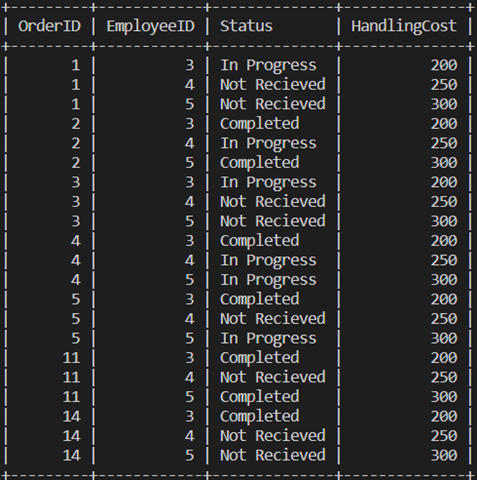 +---------+------------+--------------+--------------+
| OrderID | EmployeeID | Status       | HandlingCost |
+---------+------------+--------------+--------------+
|       1 |          3 | In Progress  |          200 |
|       1 |          4 | Not Recieved |          250 |
|       1 |          5 | Not Recieved |          300 |
|       2 |          3 | Completed    |          200 |
|       2 |          4 | In Progress  |          250 |
|       2 |          5 | Completed    |          300 |
|       3 |          3 | In Progress  |          200 |
|       3 |          4 | Not Recieved |          250 |
|       3 |          5 | Not Recieved |          300 |
|       4 |          3 | Completed    |          200 |
|       4 |          4 | In Progress  |          250 |
|       4 |          5 | In Progress  |          300 |
|       5 |          3 | Completed    |          200 |
|       5 |          4 | Not Recieved |          250 |
|       5 |          5 | In Progress  |          300 |
|      11 |          3 | Completed    |          200 |
|      11 |          4 | Not Recieved |          250 |
|      11 |          5 | Completed    |          300 |
|      14 |          3 | Completed    |          200 |
|      14 |          4 | Not Recieved |          250 |
|      14 |          5 | Not Recieved |          300 |
+---------+------------+--------------+--------------+